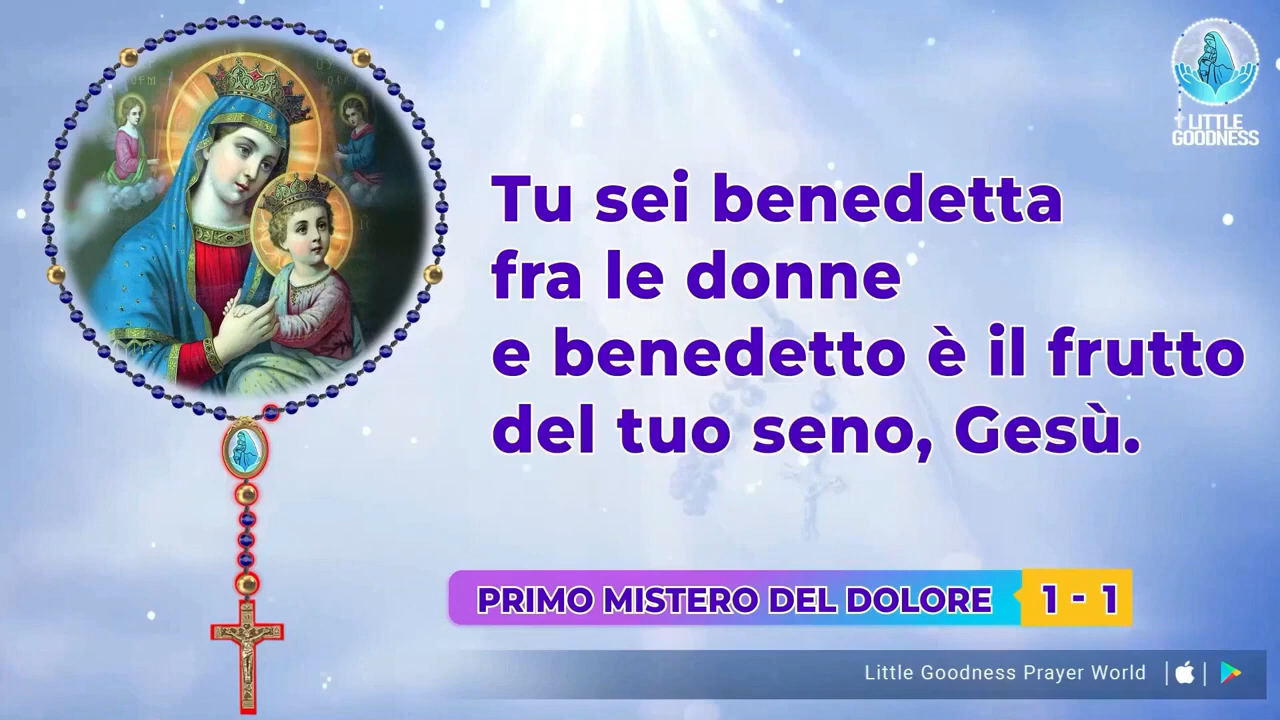 LITTLE
GOODNESS
Tu sei benedetta
fra le donne
e benedetto è il frutto
del tuo seno, Gesù.
PRIMO MISTERO DEL DOLORE 1 - 1
Little Goodness Prayer World